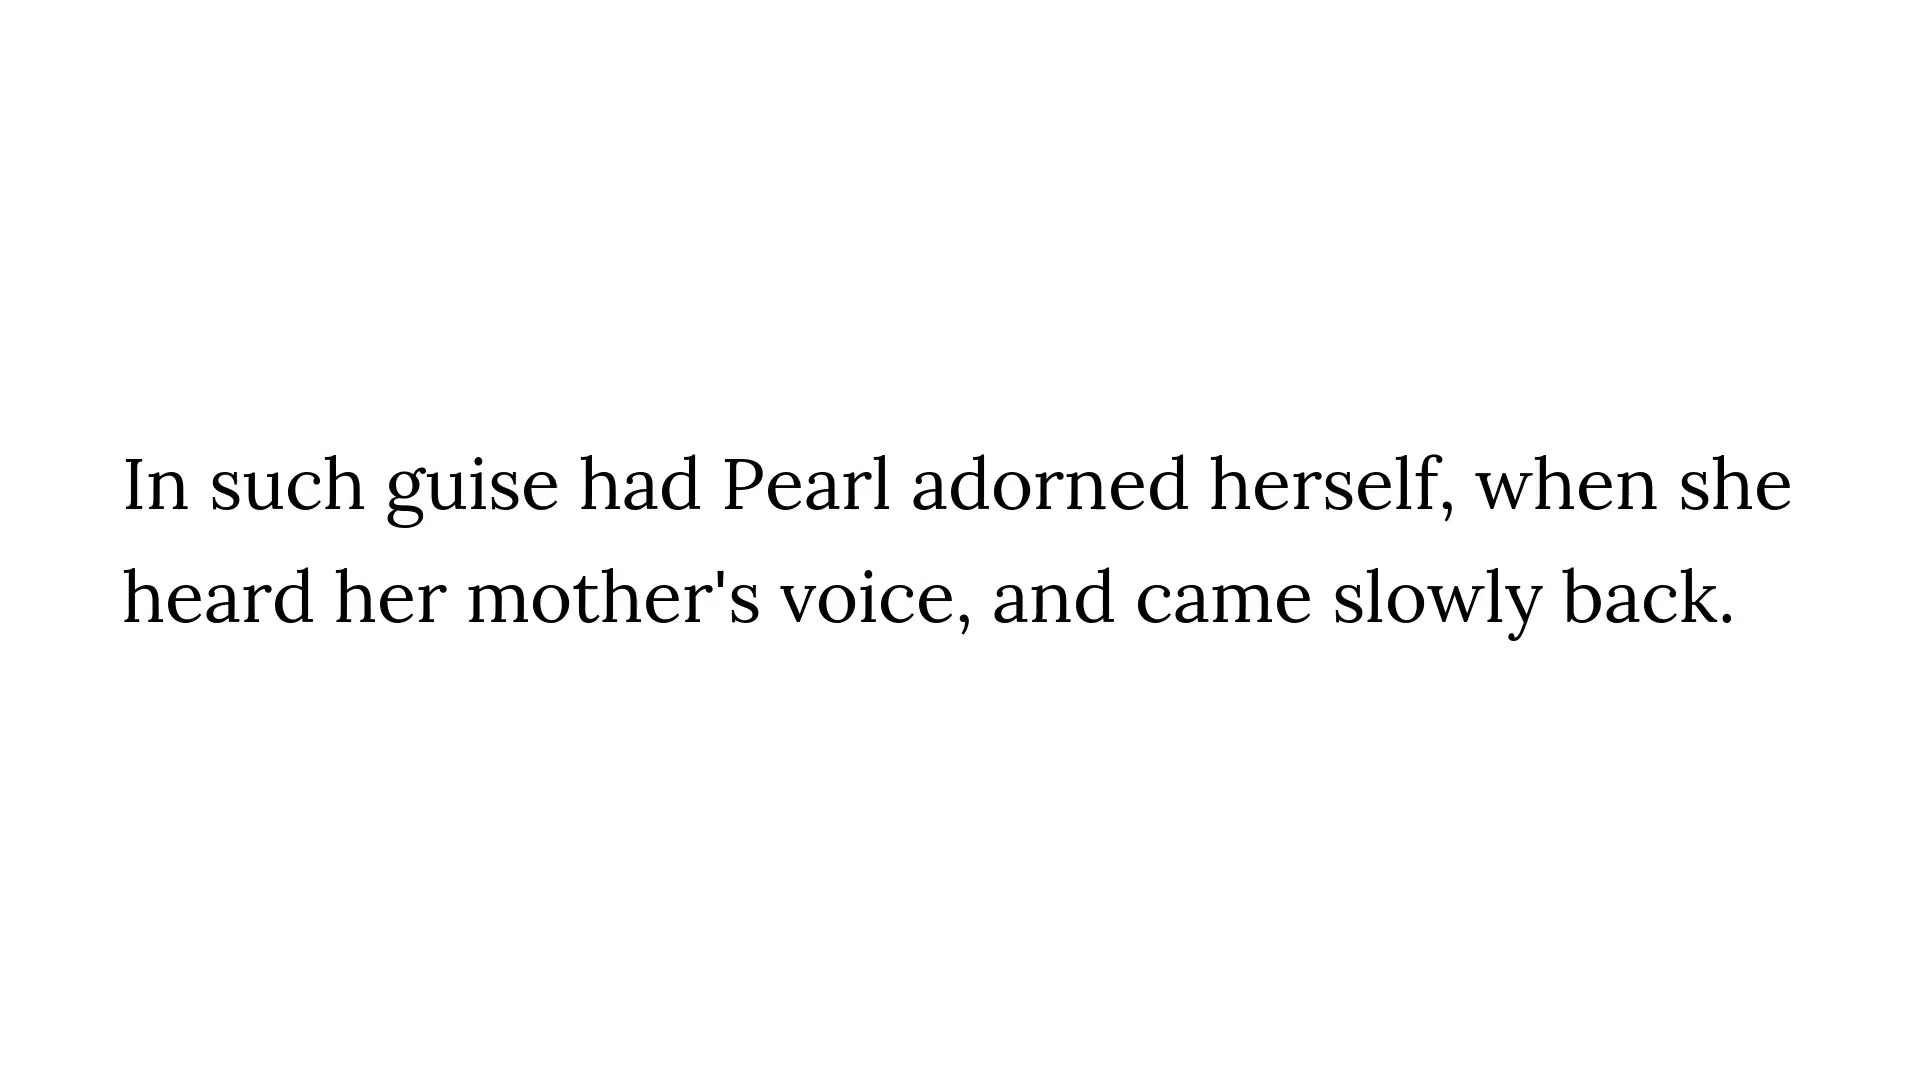 In such guise had Pearl adorned herself, when she
heard her mother's voice, and came slowly back.